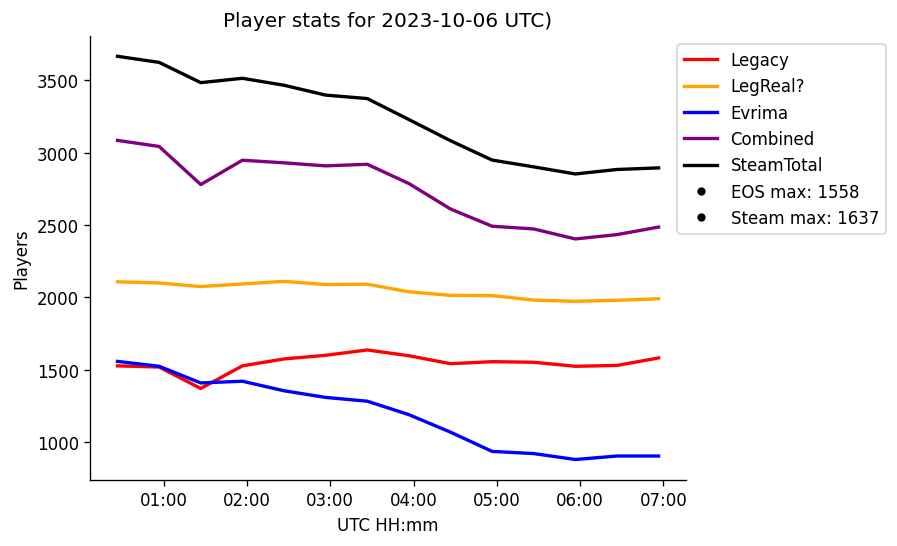 Player stats for 2023-10-06 UTC)
Legacy
LegReal?
Evrima
Combined
SteamTotal
EOS max: 1558
Steam max: 1637
Players
3500
3000
2500
2000
1500
1000
01:00 02:00 03:00 04:00 05:00 06:00 07:00
UTC HH:mm